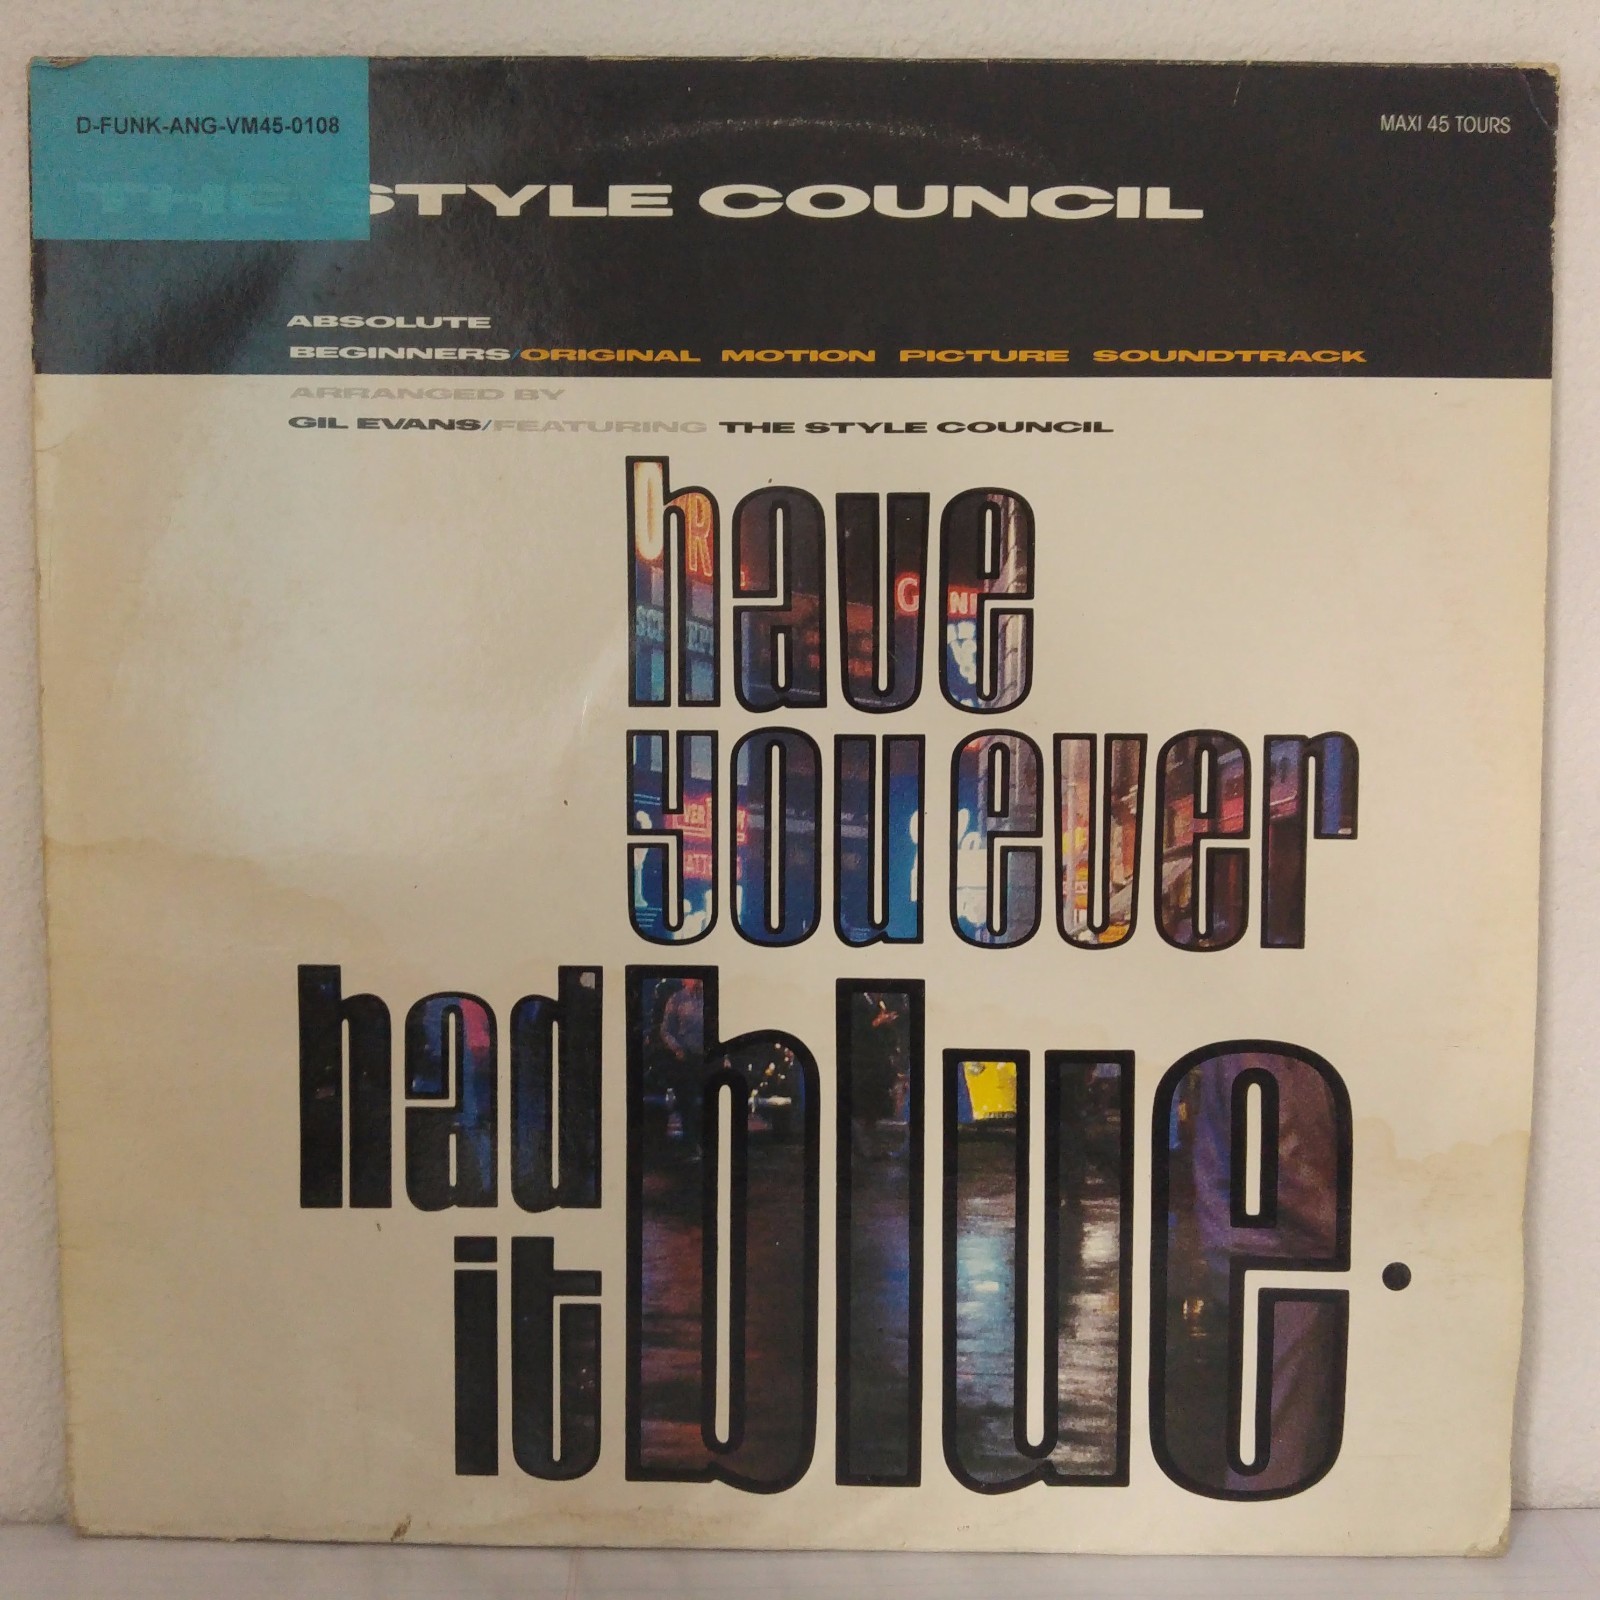 D-FUNK-ANG-VM45-0108
MAXI 45 TOURS
THE STYLE COUNCIL
ABSOLUTE
BEGINNERS/ORIGINAL MOTION PICTURE SOUNDTRACK
ARRANGED BY
GIL EVANS/FEATURING THE STYLE COUNCIL
have
you ever
had blue.
it